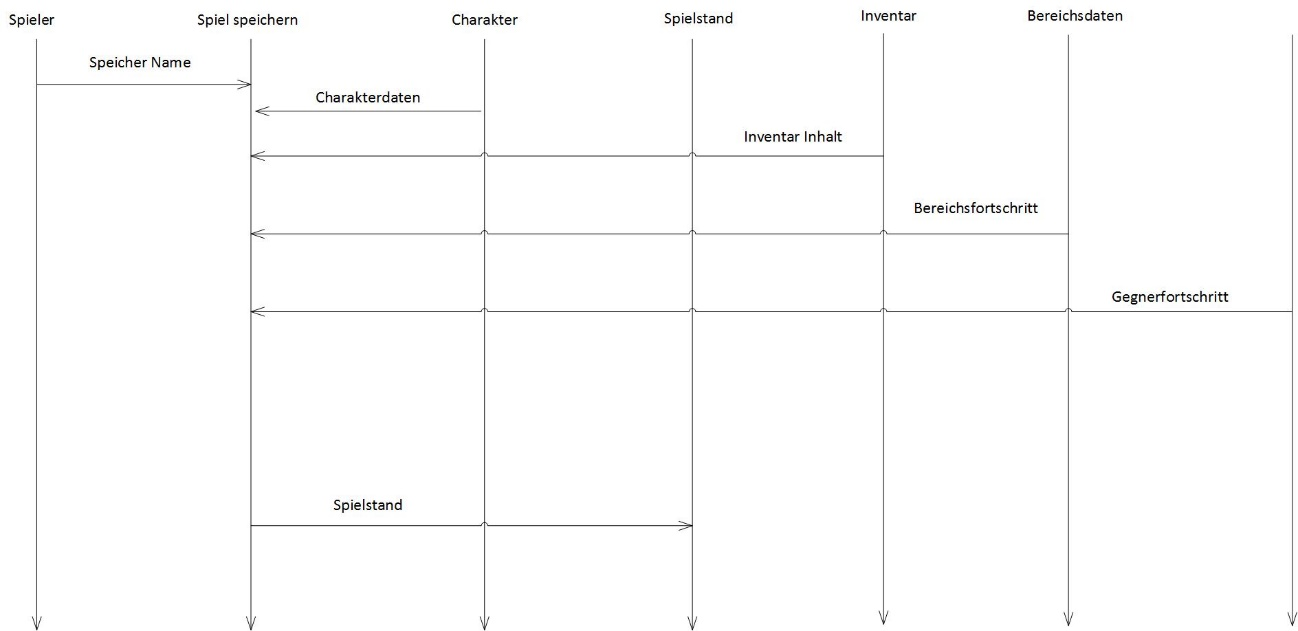 Spieler
Spiel speichern
Charakter
Spielstand
Inventar
Bereichsdaten
Speicher Name
Charakterdaten
Inventar Inhalt
Bereichsfortschritt
Gegnerfortschritt
Spielstand